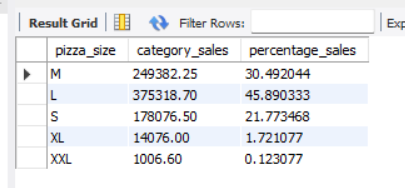 Result Grid Filter Rows: Exp
pizza_size category_sales percentage_sales
M 249382.25 30.492044
L 375318.70 45.890333
S 178076.50 21.773468
XL 14076.00 1.721077
XXL 1006.60 0.123077